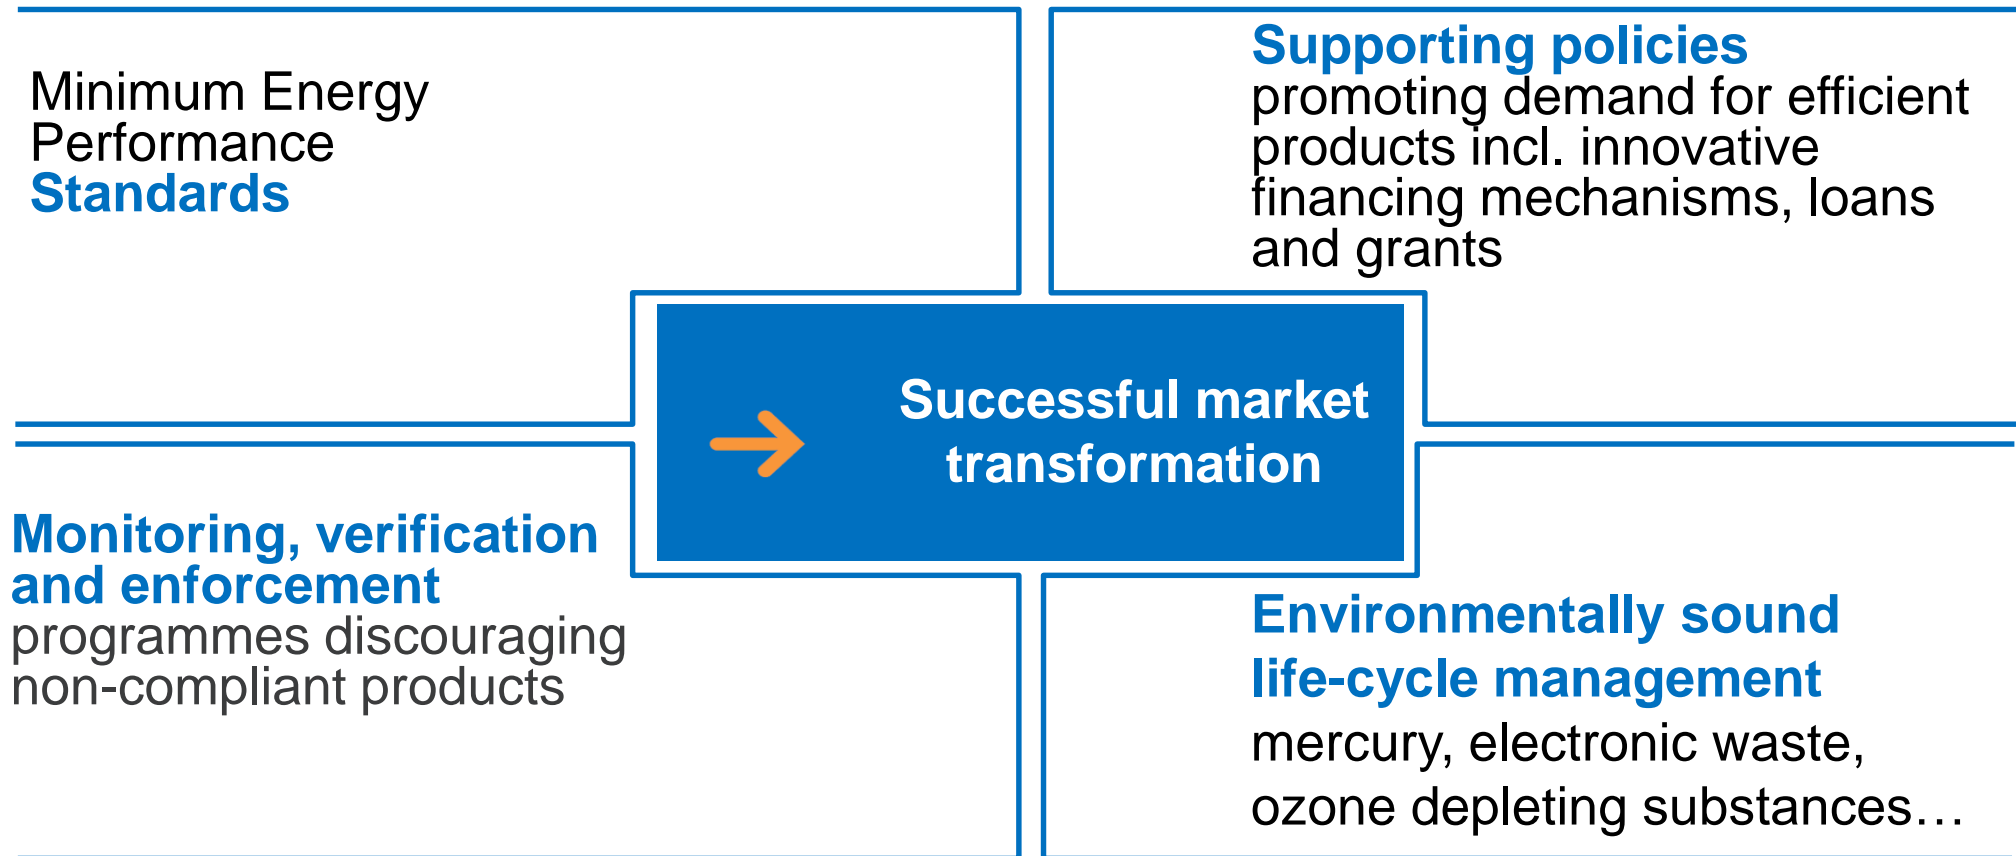 Minimum Energy
Performance
Standards
Supporting policies
promoting demand for efficient
products incl. innovative
financing mechanisms, loans
and grants
Successful market
transformation
Monitoring, verification
and enforcement
programmes discouraging
non-compliant products
Environmentally sound
life-cycle management
mercury, electronic waste,
ozone depleting substances…